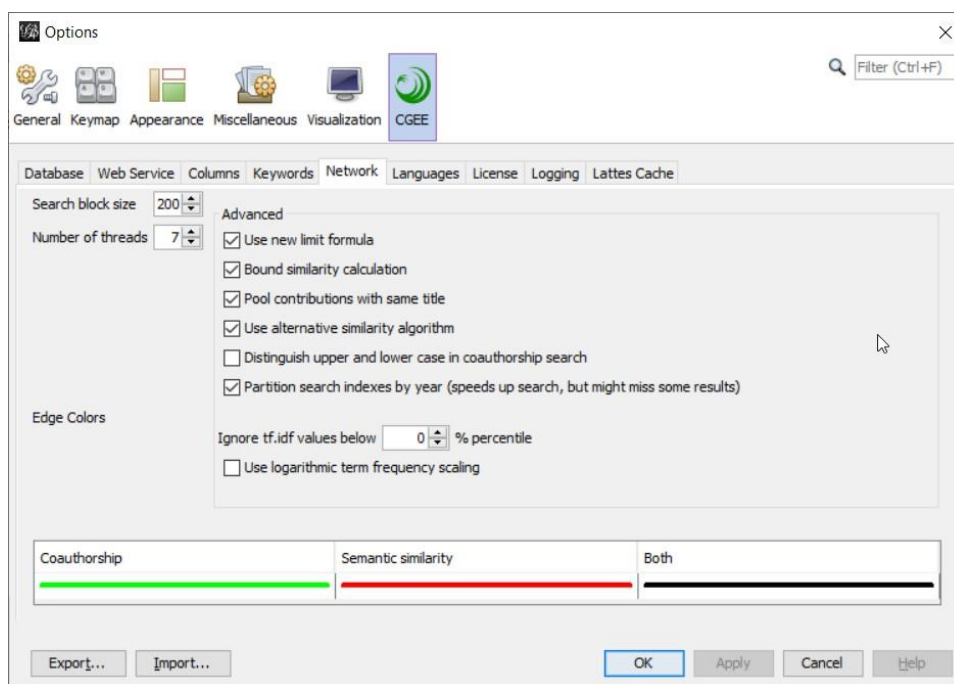 Options
Filter (Ctrl+F)
General Keymap Appearance Miscellaneous Visualization CGEE
Database Web Service Columns Keywords Network Languages License Logging Lattes Cache
Search block size 200
Number of threads 7
Advanced
Use new limit formula
Bound similarity calculation
Pool contributions with same title
Use alternative similarity algorithm
Distinguish upper and lower case in coauthorship search
Partition search indexes by year (speeds up search, but might miss some results)
Edge Colors
Ignore tf.idf values below 0 % percentile
Use logarithmic term frequency scaling
Coauthorship Semantic similarity Both
Export... Import... OK Apply Cancel Help